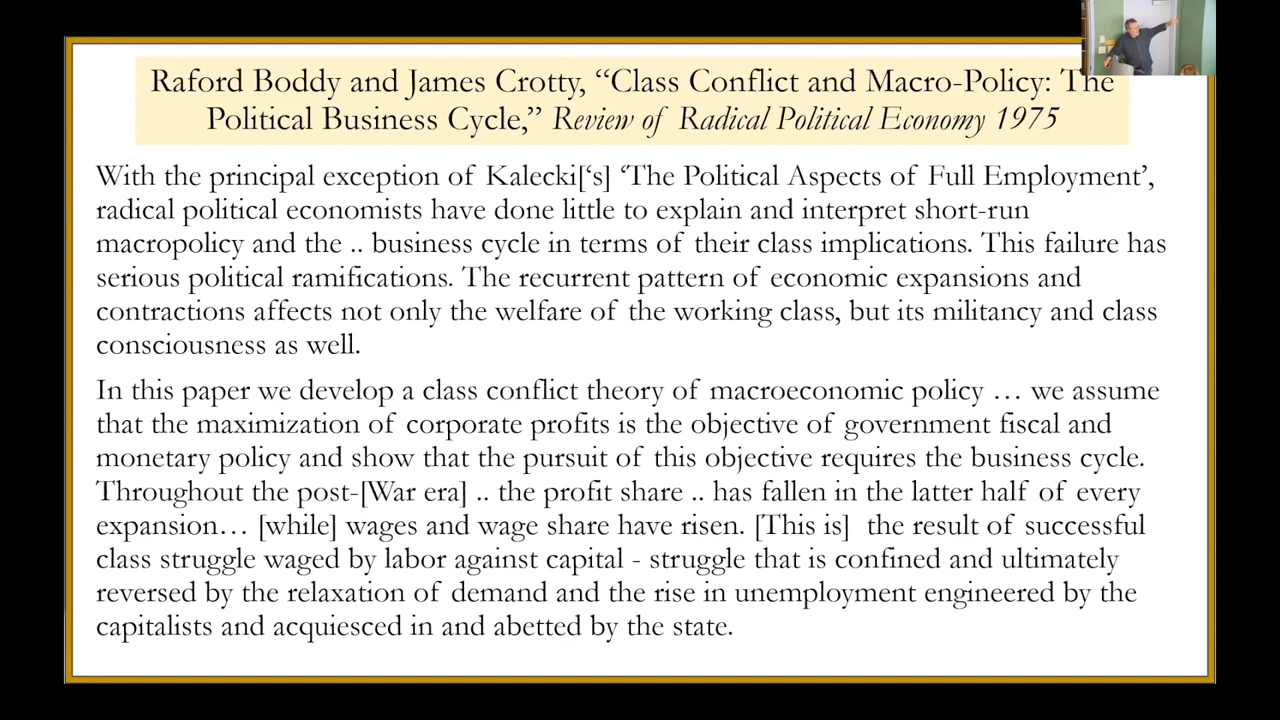 Raford Boddy and James Crotty, “Class Conflict and Macro-Policy: The
Political Business Cycle,” Review of Radical Political Economy 1975
With the principal exception of Kalecki[‘s] ‘The Political Aspects of Full Employment’,
radical political economists have done little to explain and interpret short-run
macropolicy and the .. business cycle in terms of their class implications. This failure has
serious political ramifications. The recurrent pattern of economic expansions and
contractions affects not only the welfare of the working class, but its militancy and class
consciousness as well.
In this paper we develop a class conflict theory of macroeconomic policy … we assume
that the maximization of corporate profits is the objective of government fiscal and
monetary policy and show that the pursuit of this objective requires the business cycle.
Throughout the post-[War era] .. the profit share .. has fallen in the latter half of every
expansion… [while] wages and wage share have risen. [This is] the result of successful
class struggle waged by labor against capital - struggle that is confined and ultimately
reversed by the relaxation of demand and the rise in unemployment engineered by the
capitalists and acquiesced in and abetted by the state.